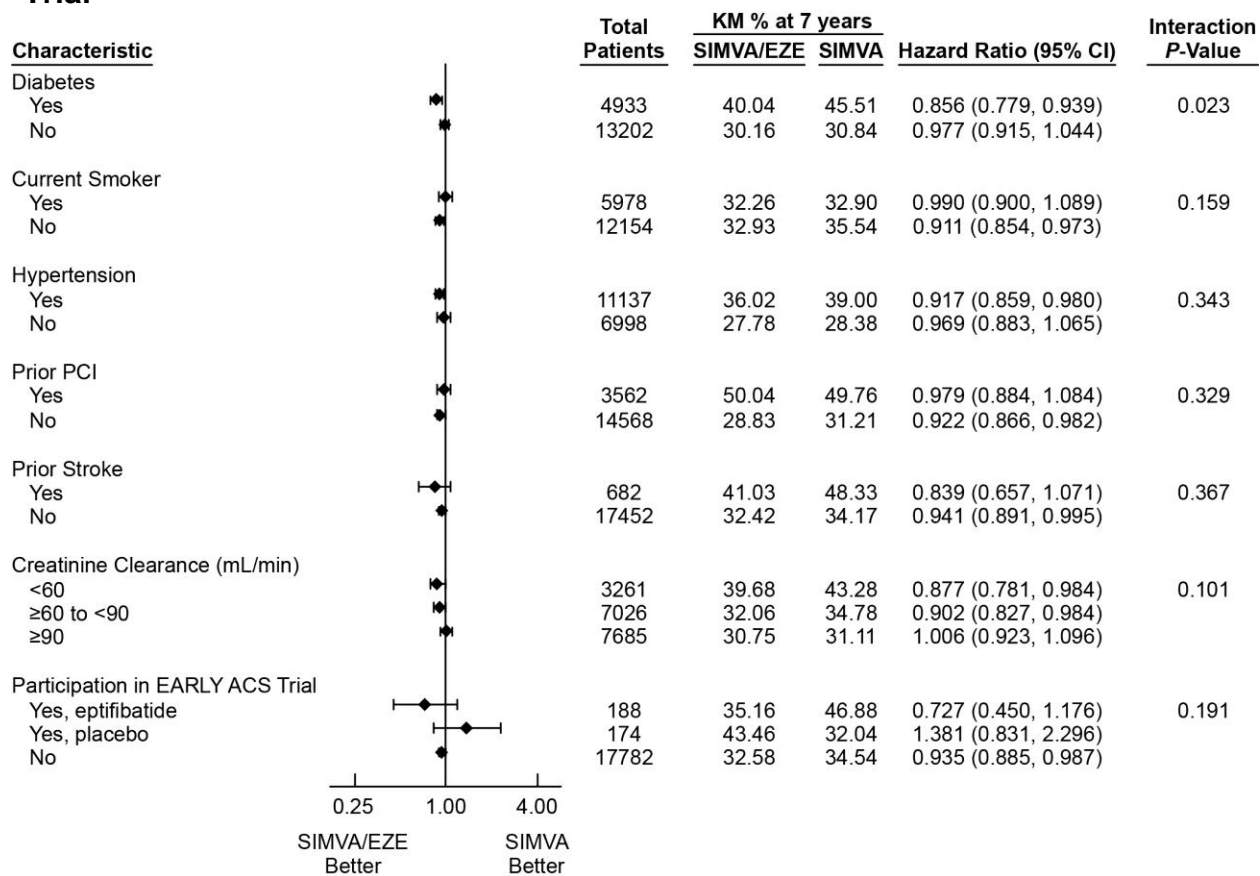 Trial
Total KM % at 7 years Interaction
Characteristic Patients SIMVA/EZE SIMVA Hazard Ratio (95% CI) P-Value
Diabetes
Yes 4933 40.04 45.51 0.856 (0.779, 0.939) 0.023
No 13202 30.16 30.84 0.977 (0.915, 1.044)
Current Smoker
Yes 5978 32.26 32.90 0.990 (0.900, 1.089) 0.159
No 12154 32.93 35.54 0.911 (0.854, 0.973)
Hypertension
Yes 11137 36.02 39.00 0.917 (0.859, 0.980) 0.343
No 6998 27.78 28.38 0.969 (0.883, 1.065)
Prior PCI
Yes 3562 50.04 49.76 0.979 (0.884, 1.084) 0.329
No 14568 28.83 31.21 0.922 (0.866, 0.982)
Prior Stroke
Yes 682 41.03 48.33 0.839 (0.657, 1.071) 0.367
No 17452 32.42 34.17 0.941 (0.891, 0.995)
Creatinine Clearance (mL/min)
<60 3261 39.68 43.28 0.877 (0.781, 0.984) 0.101
≥60 to <90 7026 32.06 34.78 0.902 (0.827, 0.984)
≥90 7685 30.75 31.11 1.006 (0.923, 1.096)
Participation in EARLY ACS Trial
Yes, eptifibatide 188 35.16 46.88 0.727 (0.450, 1.176) 0.191
Yes, placebo 174 43.46 32.04 1.381 (0.831, 2.296)
No 17782 32.58 34.54 0.935 (0.885, 0.987)
0.25 1.00 4.00
SIMVA/EZE SIMVA
Better Better